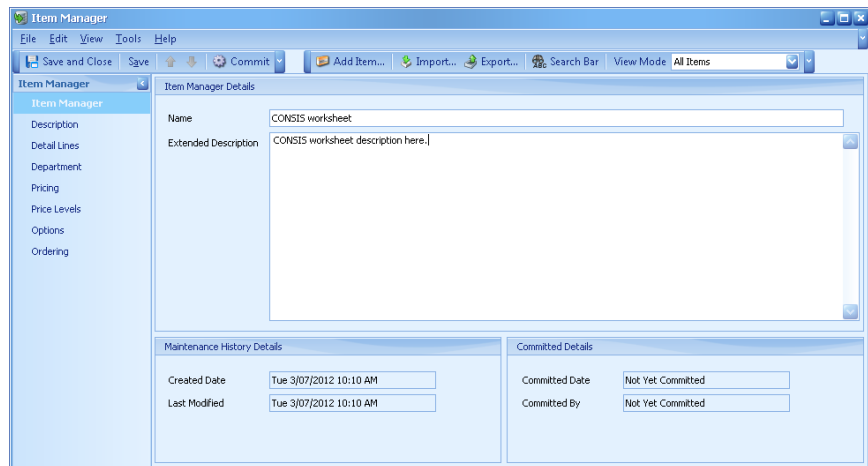 Item Manager
File Edit View Tools Help
Save and Close Save Commit Add Item... Import... Export... Search Bar View Mode All Items
Item Manager
Item Manager
Description
Detail Lines
Department
Pricing
Price Levels
Options
Ordering
Item Manager Details
Name CONSIS worksheet
Extended Description CONSIS worksheet description here.
Maintenance History Details
Created Date Tue 3/07/2012 10:10 AM
Last Modified Tue 3/07/2012 10:10 AM
Committed Details
Committed Date Not Yet Committed
Committed By Not Yet Committed